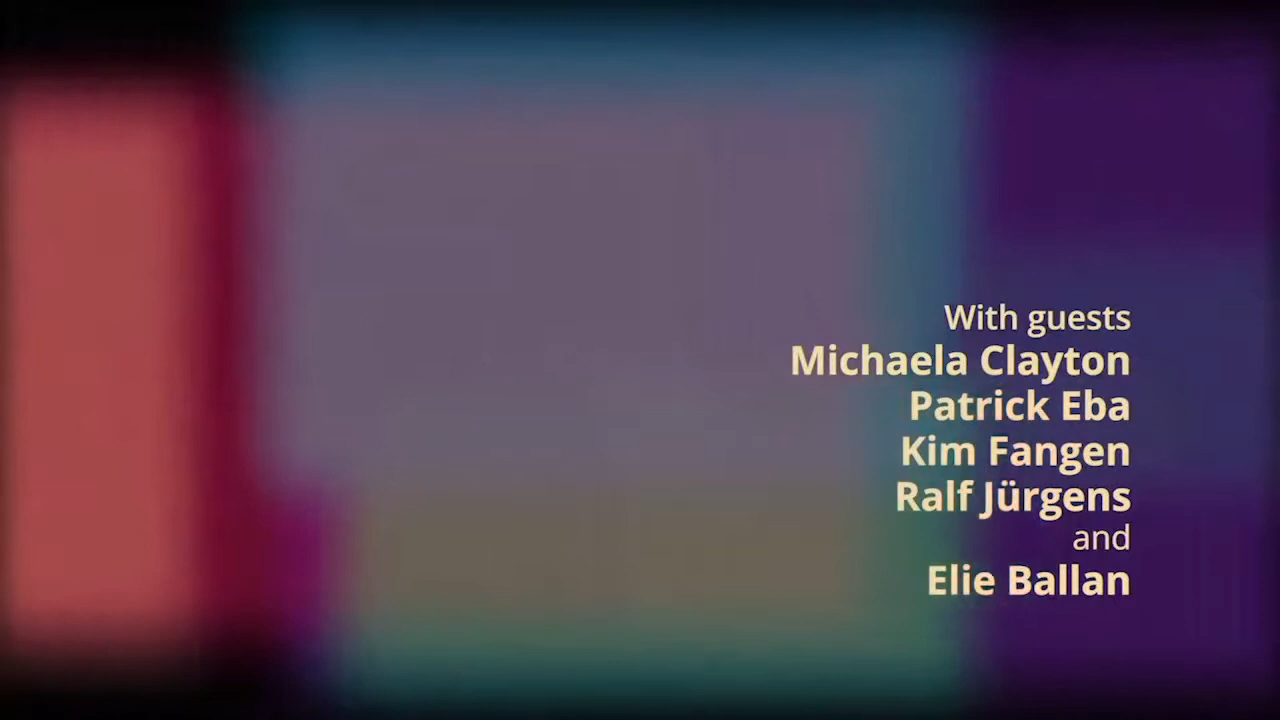 With guests
Michaela Clayton
Patrick Eba
Kim Fangen
Ralf Jürgens
and
Elie Ballan